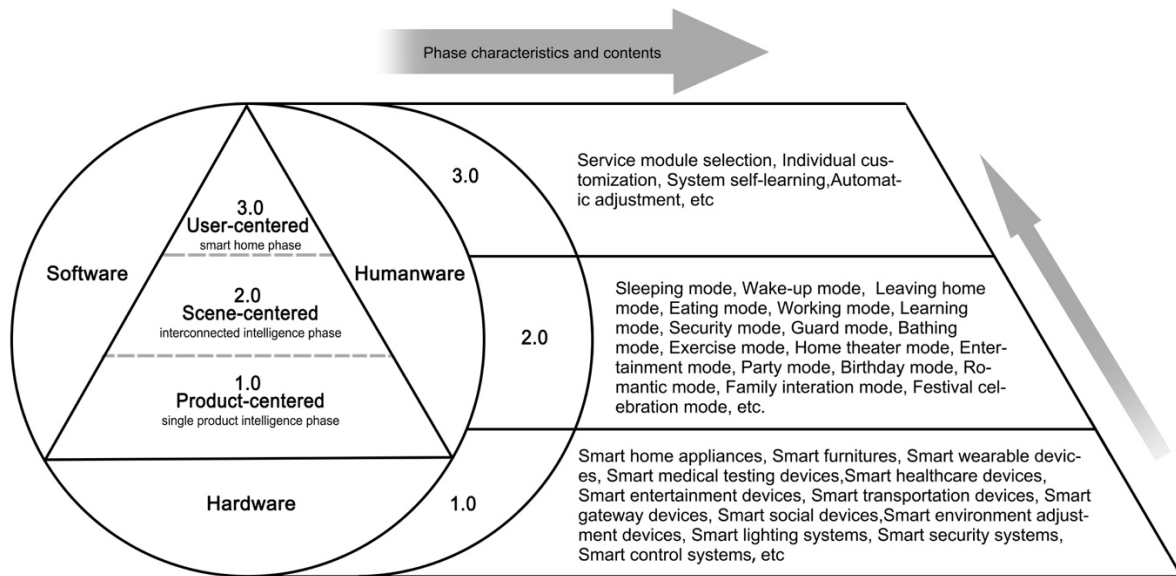 Phase characteristics and contents
3.0
User-centered
smart home phase
Software
Humanware
2.0
Scene-centered
interconnected intelligence phase
1.0
Product-centered
single product intelligence phase
Hardware
3.0
Service module selection, Individual cus-
tomization, System self-learning,Automat-
ic adjustment, etc
2.0
Sleeping mode, Wake-up mode,  Leaving home
mode, Eating mode, Working mode, Learning
mode, Security mode, Guard mode, Bathing
mode, Exercise mode, Home theater mode, Enter-
tainment mode, Party mode, Birthday mode, Ro-
mantic mode, Family interation mode, Festival cel-
ebration mode, etc.
1.0
Smart home appliances, Smart furnitures, Smart wearable devic-
es, Smart medical testing devices,Smart healthcare devices,
Smart entertainment devices, Smart transportation devices, Smart
gateway devices, Smart social devices,Smart environment adjust-
ment devices, Smart lighting systems, Smart security systems,
Smart control systems, etc